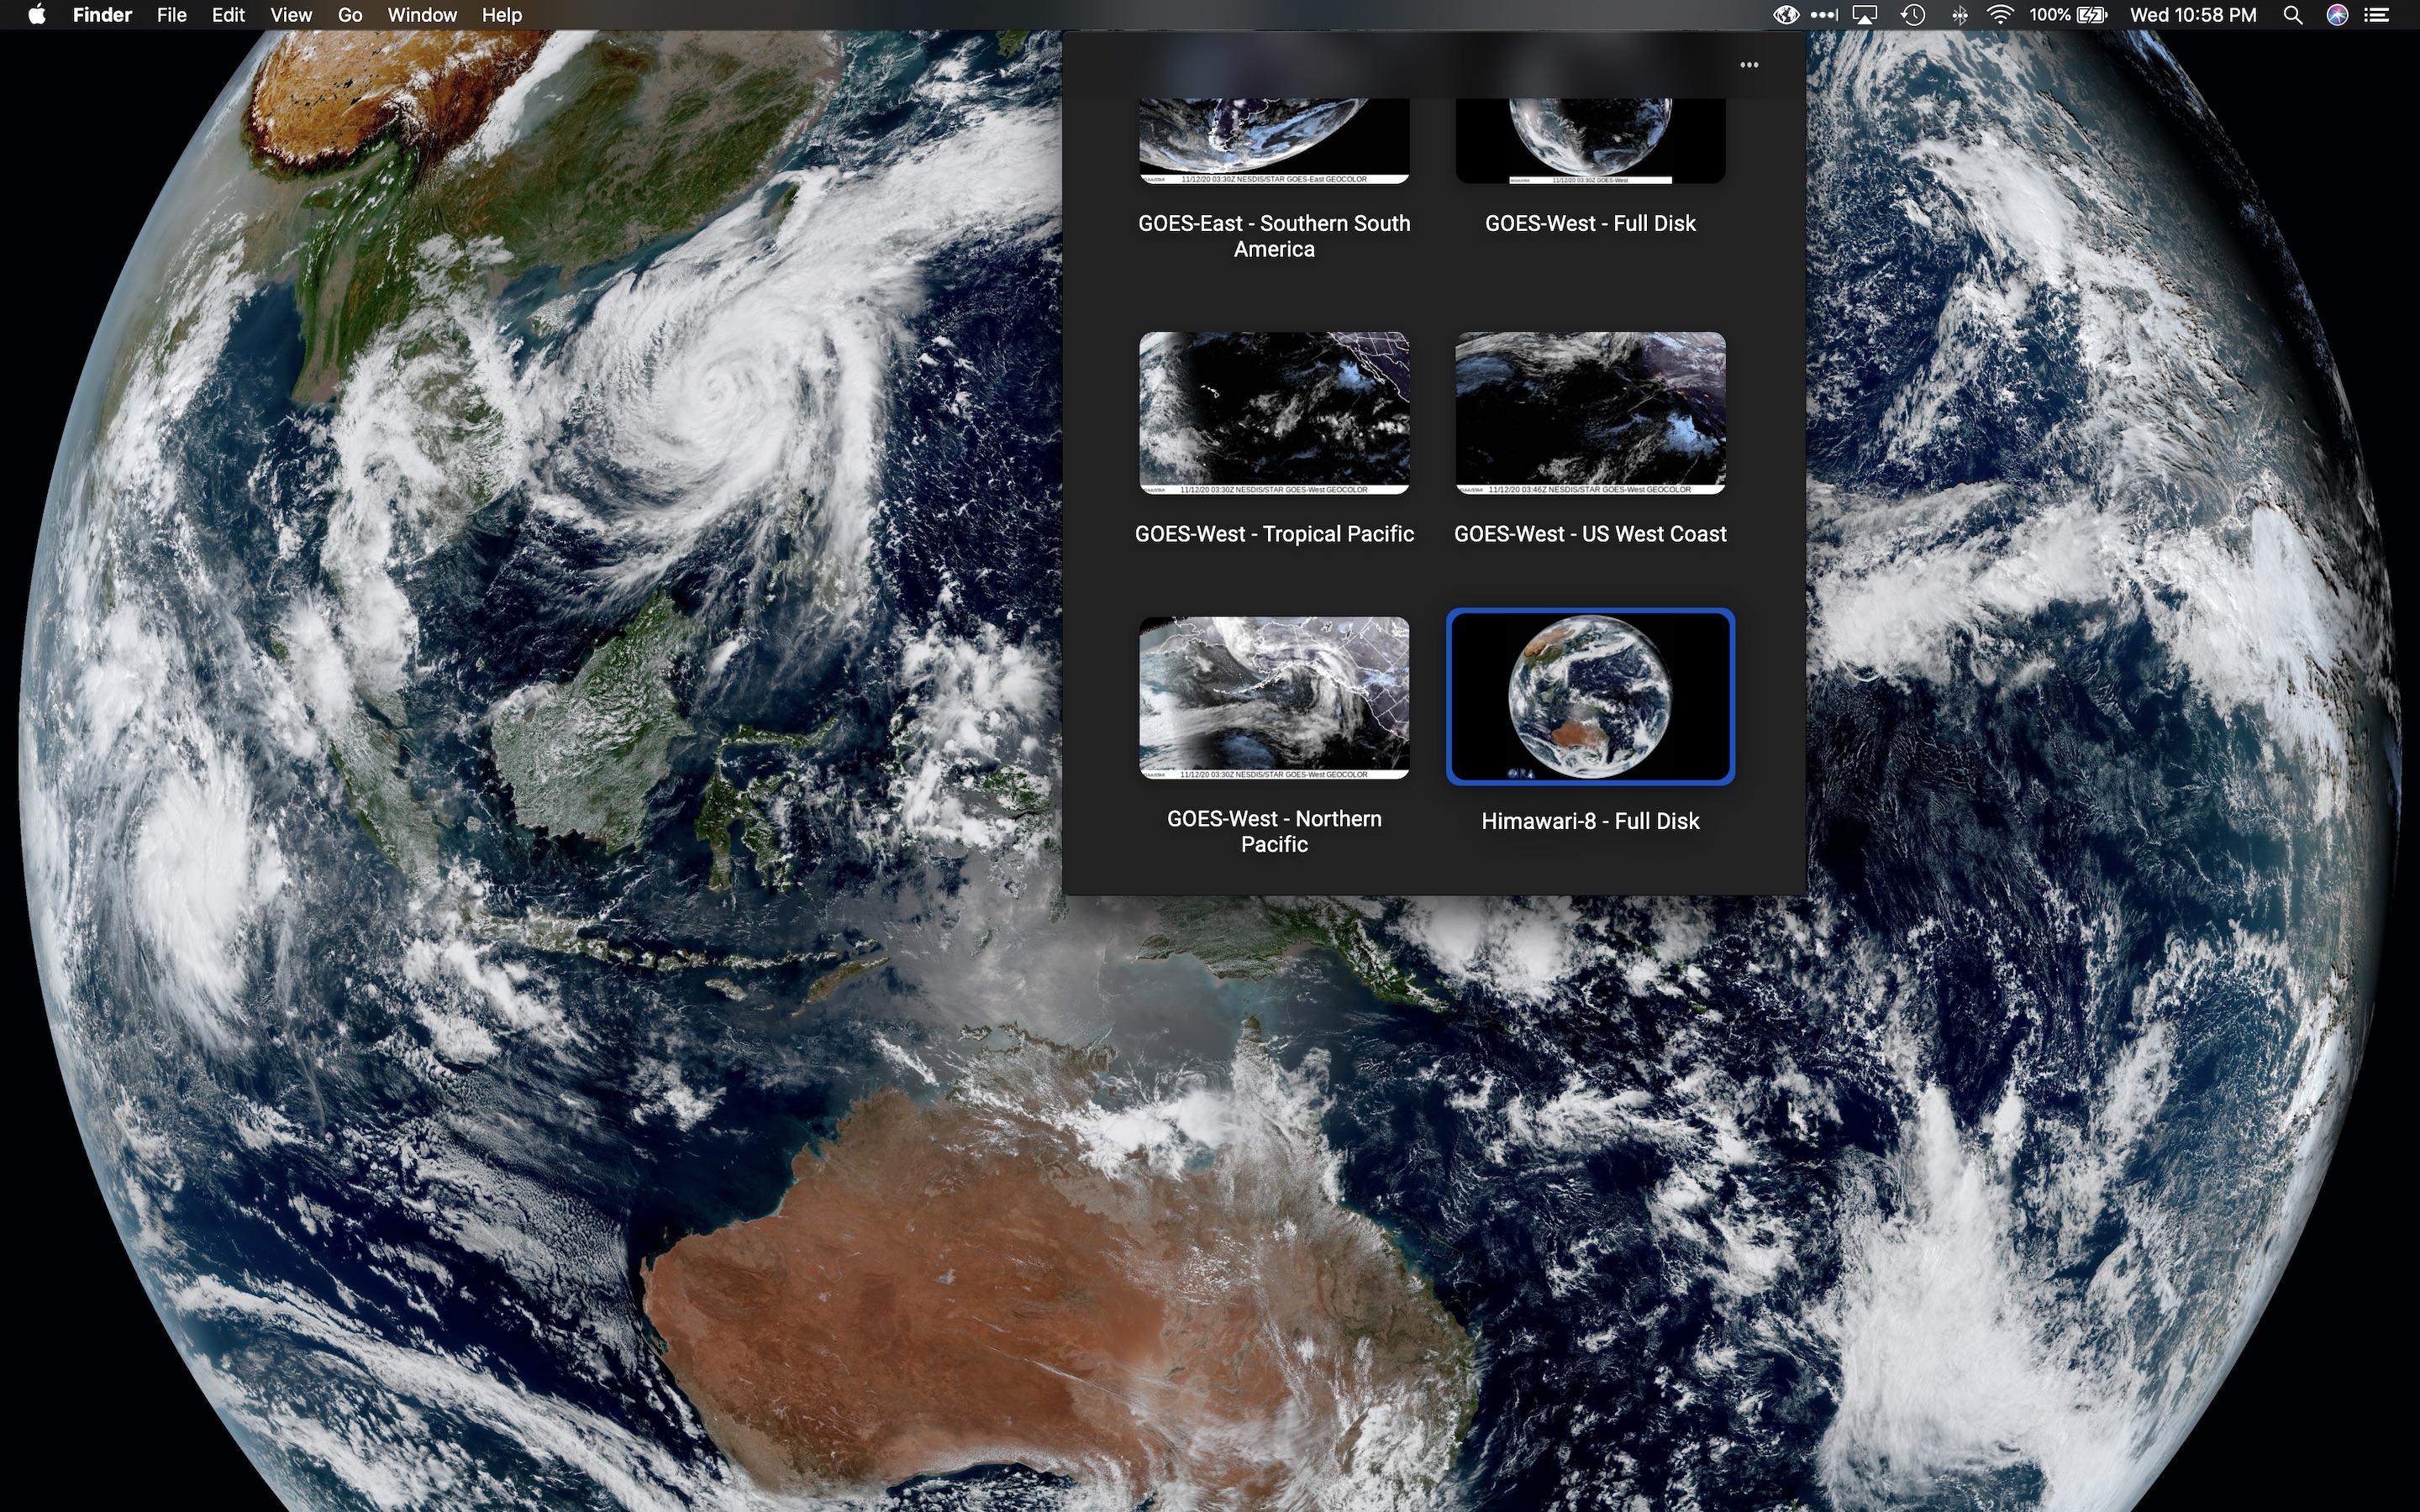 Finder File Edit View Go Window Help 100% Wed 10:58 PM
11/12/20 03:30Z NESDIS/STAR GOES-East GEOCOLOR
11/12/20 03:30Z GOES-West
GOES-East - Southern South
America
GOES-West - Full Disk
11/12/20 03:30Z NESDIS/STAR GOES-West GEOCOLOR
11/12/20 03:46Z NESDIS/STAR GOES-West GEOCOLOR
GOES-West - Tropical Pacific
GOES-West - US West Coast
11/12/20 03:30Z NESDIS/STAR GOES-West GEOCOLOR
CIRA
GOES-West - Northern
Pacific
Himawari-8 - Full Disk